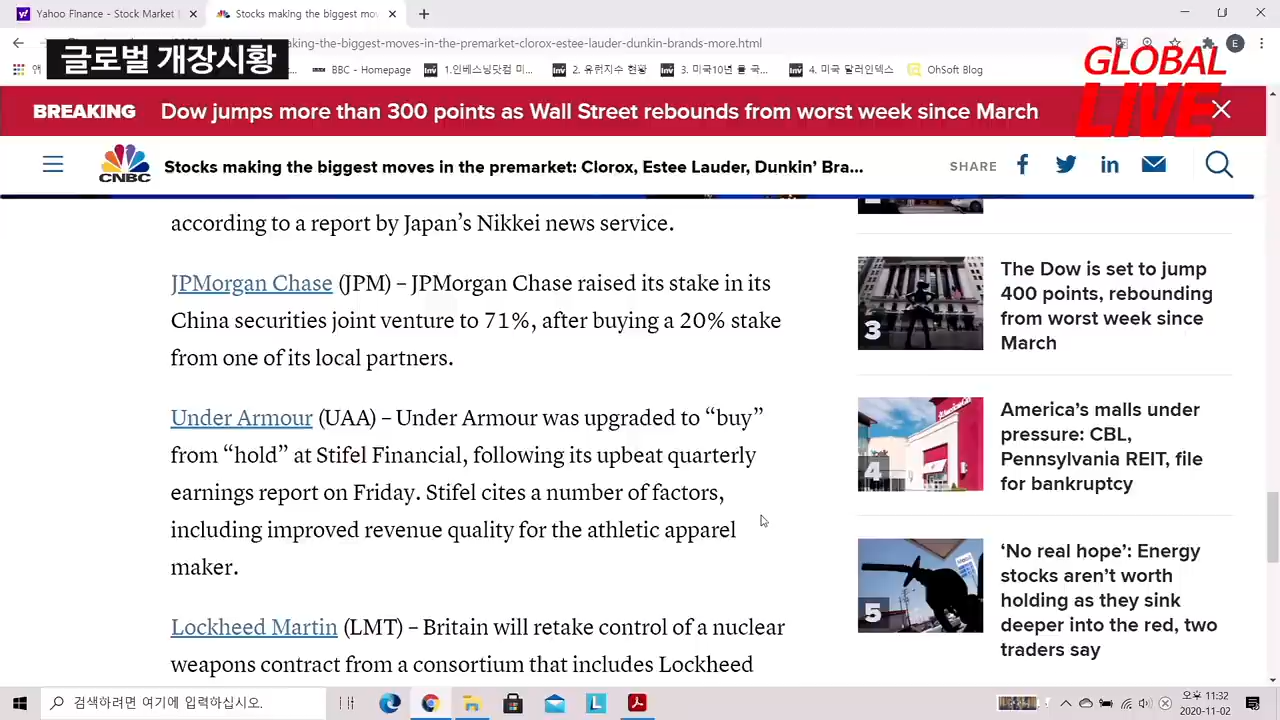 Yahoo Finance - Stock Market
Stocks making the biggest mov
aking-the-biggest-moves-in-the-premarket-clorox-estee-lauder-dunkin-brands-more.html
E
글로벌 개장시황
BBC - Homepage
1.인베스닝닷컴 미...
2. 유럽지수 현황
3. 미국10년 물 국...
4. 미국 달러인덱스
OhSoft Blog
GLOBAL
LIVE
BREAKING Dow jumps more than 300 points as Wall Street rebounds from worst week since March
CNBC
Stocks making the biggest moves in the premarket: Clorox, Estee Lauder, Dunkin’ Bra...
SHARE
according to a report by Japan’s Nikkei news service.
JPMorgan Chase (JPM) – JPMorgan Chase raised its stake in its
China securities joint venture to 71%, after buying a 20% stake
from one of its local partners.
Under Armour (UAA) – Under Armour was upgraded to “buy”
from “hold” at Stifel Financial, following its upbeat quarterly
earnings report on Friday. Stifel cites a number of factors,
including improved revenue quality for the athletic apparel
maker.
Lockheed Martin (LMT) – Britain will retake control of a nuclear
weapons contract from a consortium that includes Lockheed
3
The Dow is set to jump
400 points, rebounding
from worst week since
March
4
America’s malls under
pressure: CBL,
Pennsylvania REIT, file
for bankruptcy
5
‘No real hope’: Energy
stocks aren’t worth
holding as they sink
deeper into the red, two
traders say
검색하려면 여기에 입력하십시오.
오후 11:32
2020-11-02